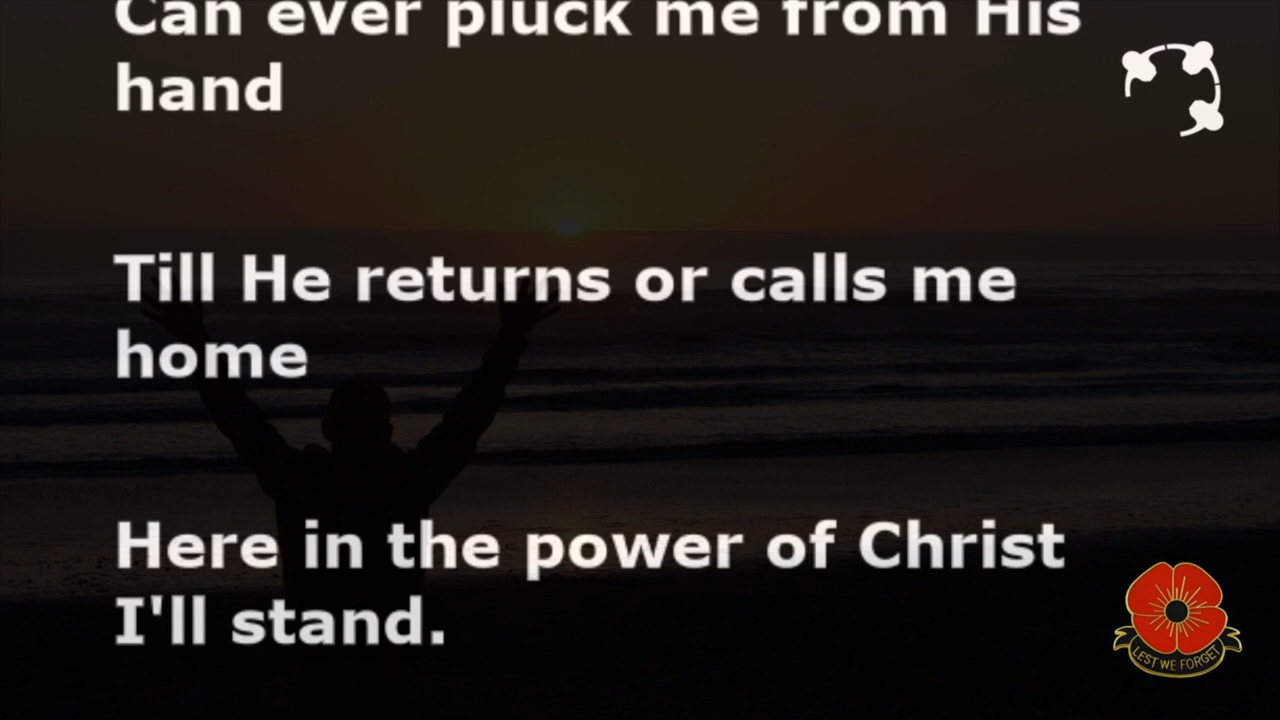 Can ever pluck me from His
hand
Till He returns or calls me
home
Here in the power of Christ
I'll stand.
LEST WE FORGET